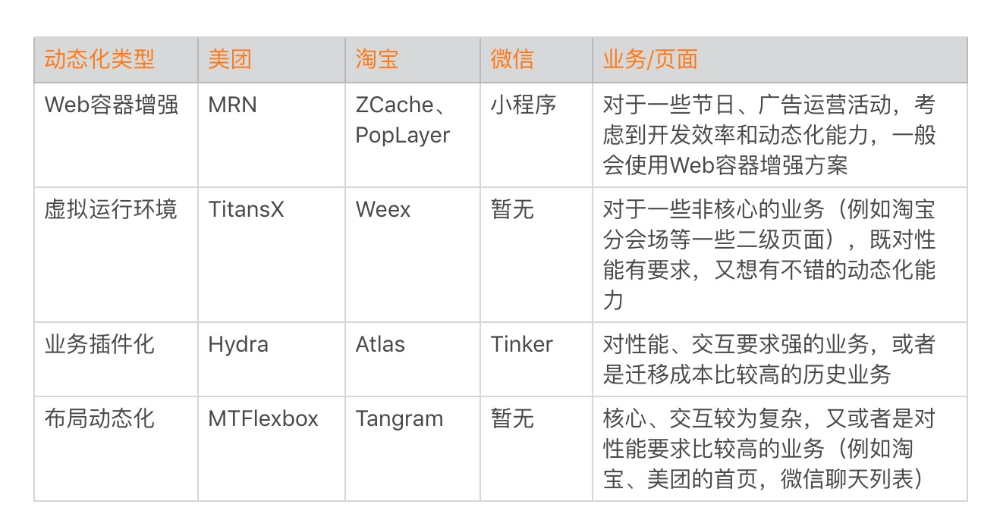 动态化类型 美团 淘宝 微信 业务/页面
Web容器增强 MRN ZCache、 小程序 对于一些节日、广告运营活动，考
PopLayer 虑到开发效率和动态化能力，一般
会使用Web容器增强方案
虚拟运行环境 TitansX Weex 暂无 对于一些非核心的业务（例如淘宝
分会场等一些二级页面），既对性
能有要求，又想有不错的动态化能
力
业务插件化 Hydra Atlas Tinker 对性能、交互要求强的业务，或者
是迁移成本比较高的历史业务
布局动态化 MTFlexbox Tangram 暂无 核心、交互较为复杂，又或者是对
性能要求比较高的业务（例如淘
宝、美团的首页，微信聊天列表）